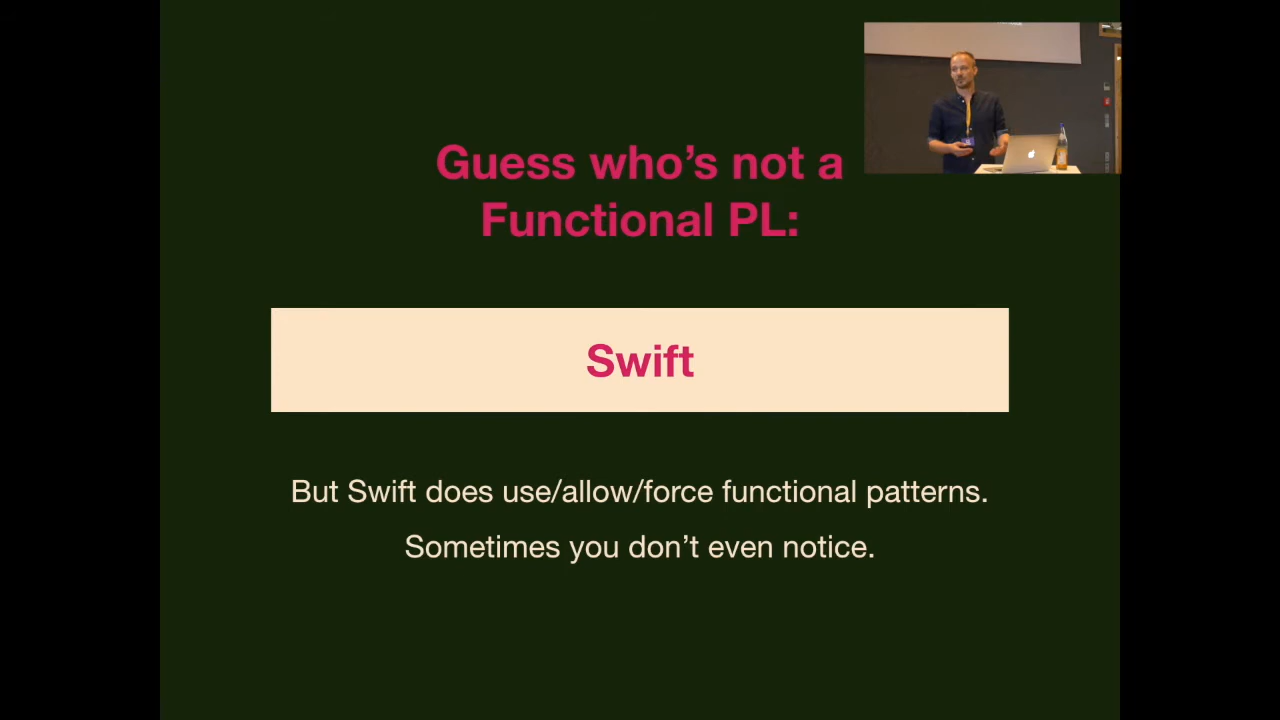 Guess who’s not a
Functional PL:
Swift
But Swift does use/allow/force functional patterns.
Sometimes you don’t even notice.